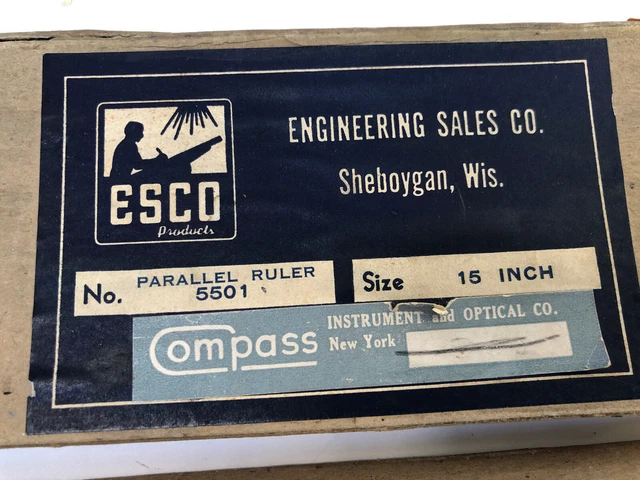 ENGINEERING SALES CO.
Sheboygan, Wis.
ESCO
Products
No. PARALLEL RULER
5501
Size 15 INCH
Compass
INSTRUMENT and OPTICAL CO.
New York